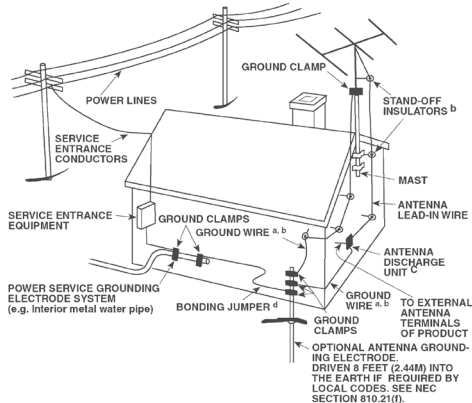 GROUND CLAMP
POWER LINES
STAND-OFF
INSULATORS b
SERVICE
ENTRANCE
CONDUCTORS
MAST
ANTENNA
LEAD-IN WIRE
SERVICE ENTRANCE
EQUIPMENT
GROUND CLAMPS
GROUND WIRE a, b
ANTENNA
DISCHARGE
UNIT C
POWER SERVICE GROUNDING
ELECTRODE SYSTEM
(e.g. Interior metal water pipe)
BONDING JUMPER d
GROUND
WIRE a, b
TO EXTERNAL
ANTENNA
TERMINALS
OF PRODUCT
GROUND
CLAMPS
OPTIONAL ANTENNA GROUND-
ING ELECTRODE.
DRIVEN 8 FEET (2.44M) INTO
THE EARTH IF REQUIRED BY
LOCAL CODES. SEE NEC
SECTION 810.21(f).